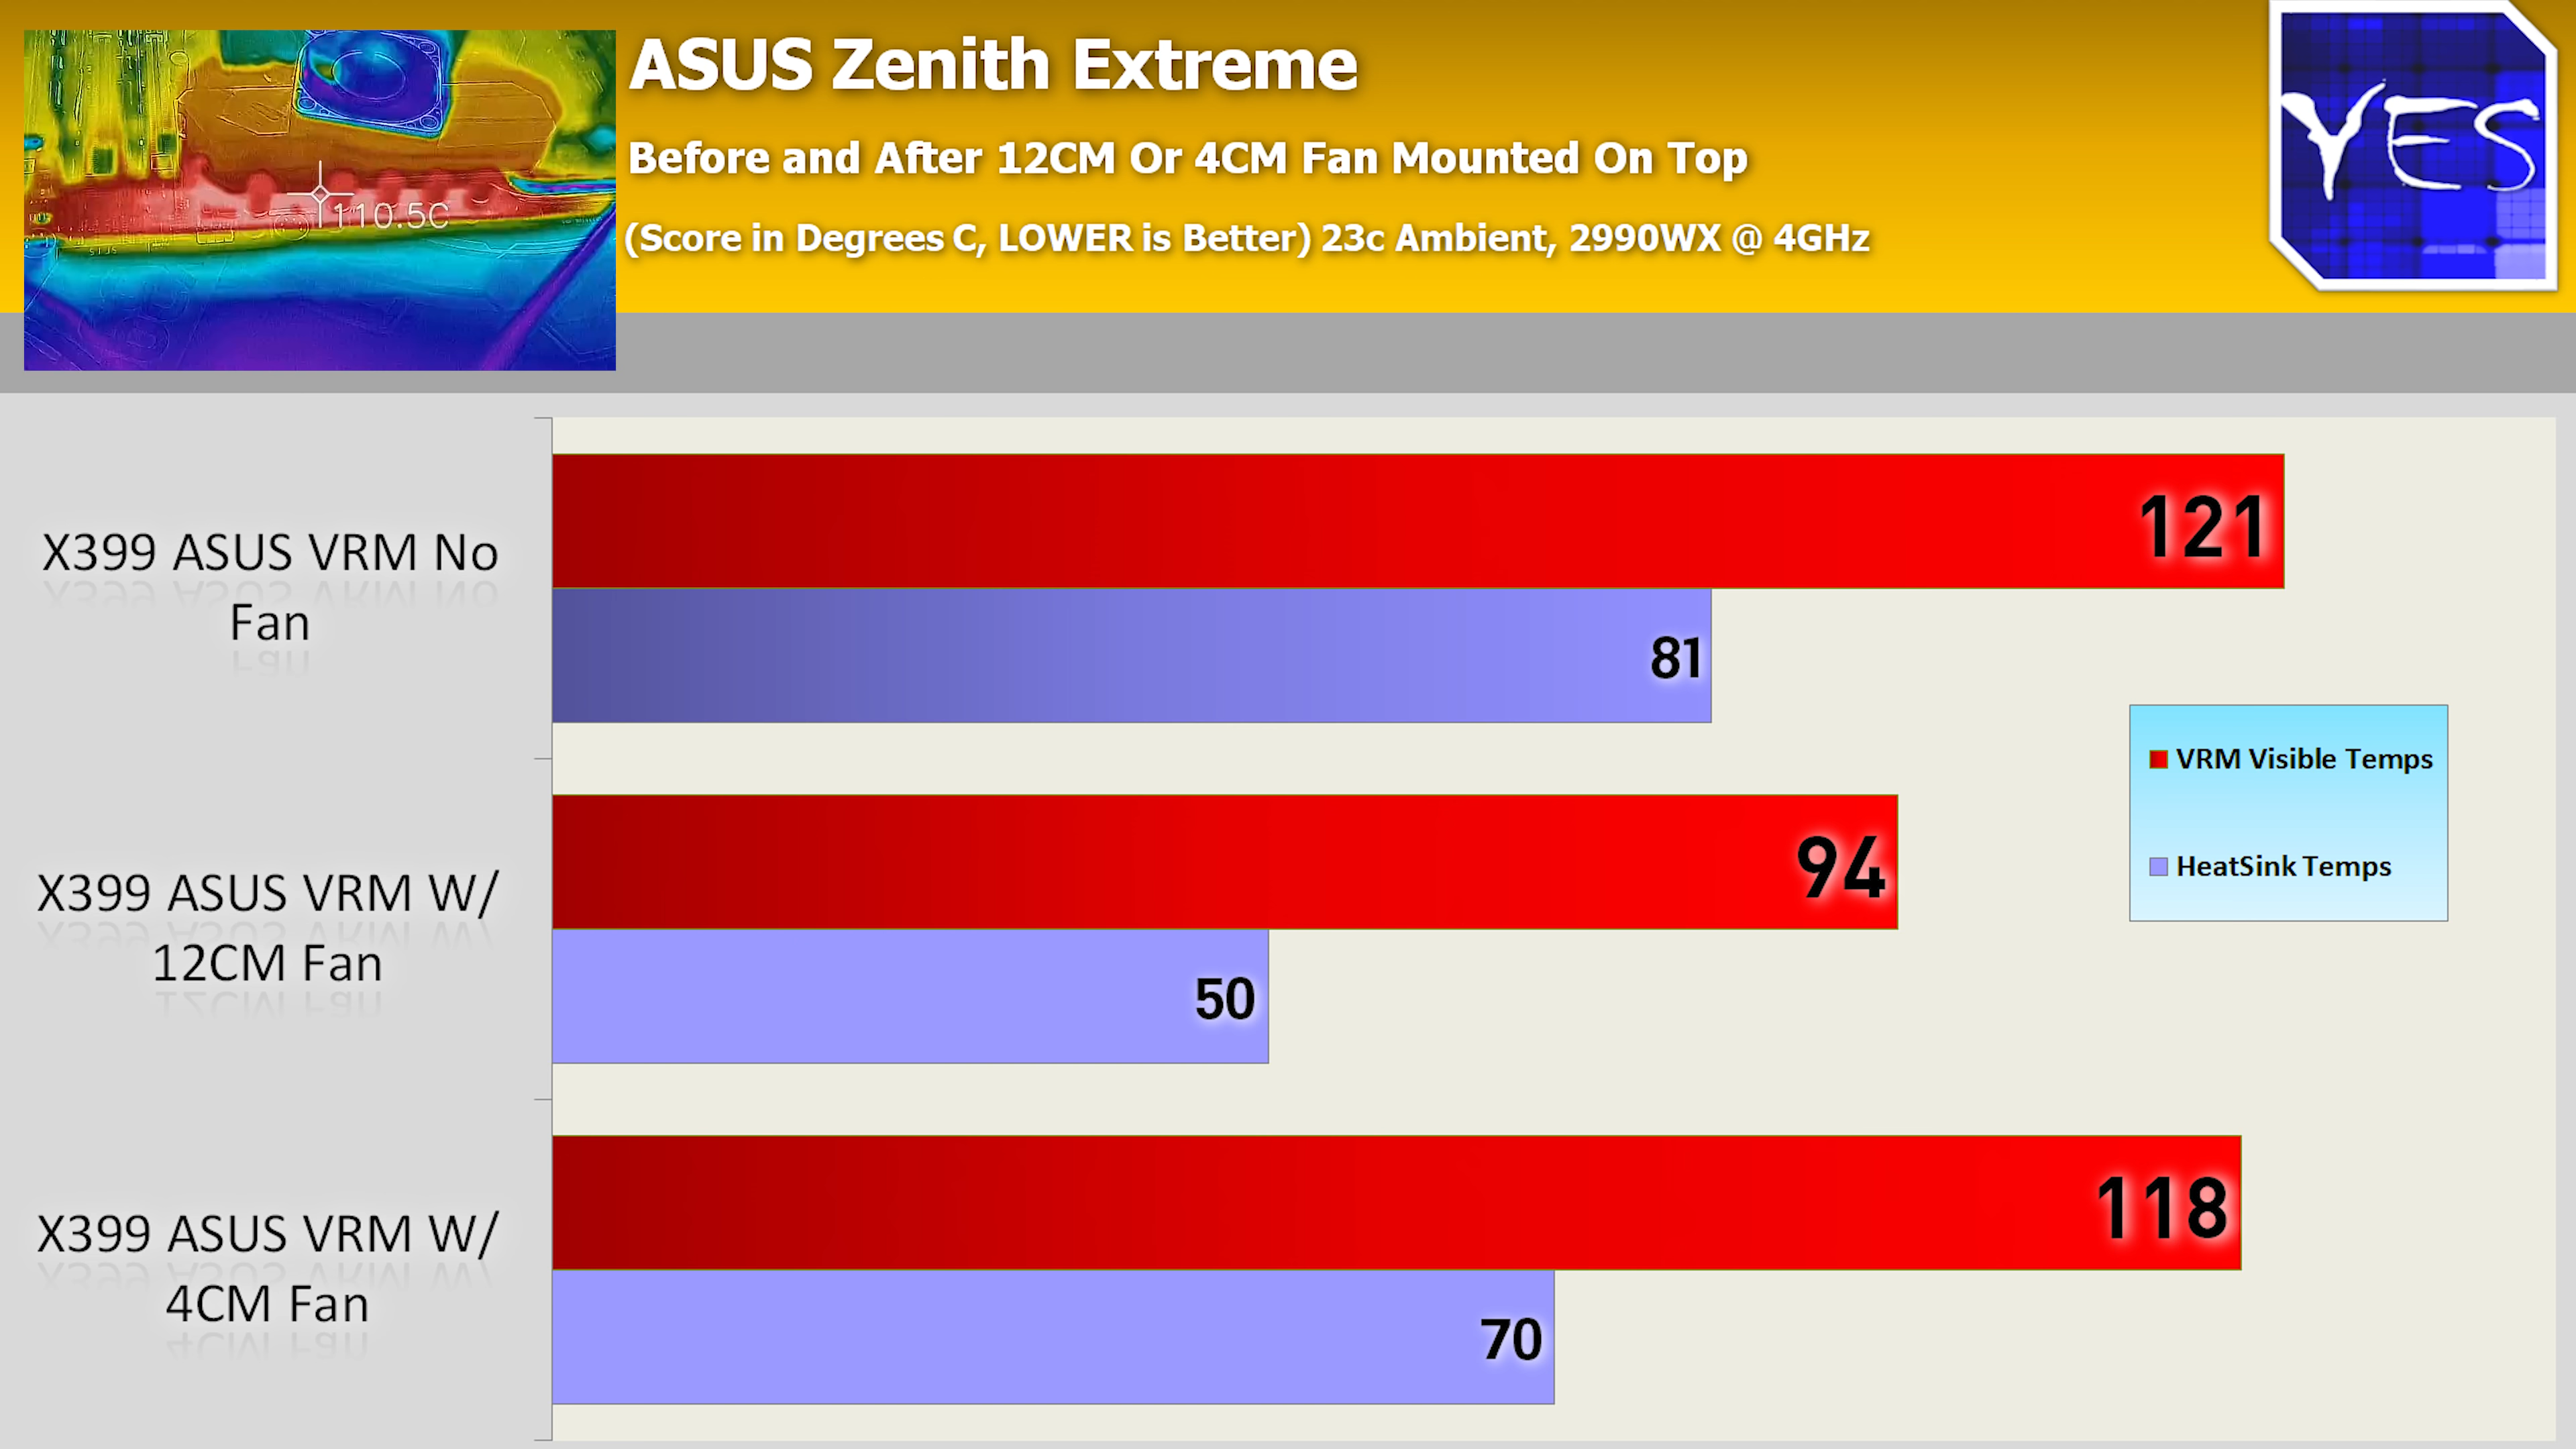 ASUS Zenith Extreme
Before and After 12CM Or 4CM Fan Mounted On Top
(Score in Degrees C, LOWER is Better) 23c Ambient, 2990WX @ 4GHz
YES
110.5C
X399 ASUS VRM No
Fan
121
81
VRM Visible Temps
HeatSink Temps
X399 ASUS VRM W/
12CM Fan
94
50
X399 ASUS VRM W/
4CM Fan
118
70